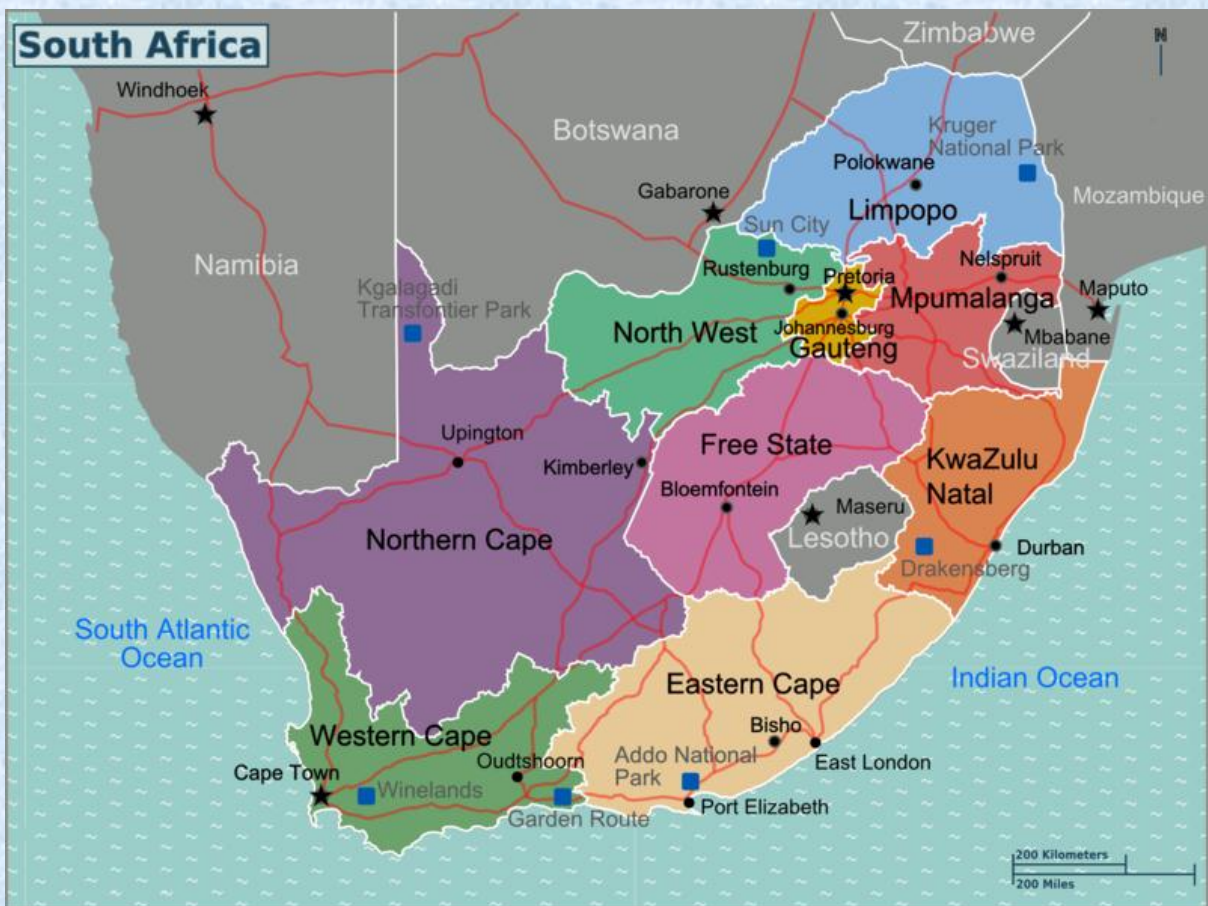 South Africa
Zimbabwe
N
Windhoek
Botswana
Kruger
National Park
Polokwane
Gabarone
Mozambique
Limpopo
Sun City
Namibia
Nelspruit
Rustenburg
Pretoria
Kgalagadi
Transfontier Park
Mpumalanga
Maputo
North West
Johannesburg
Mbabane
Gauteng
Swaziland
Upington
Free State
Kimberley
KwaZulu
Natal
Bloemfontein
Maseru
Northern Cape
Lesotho
Durban
Drakensberg
South Atlantic
Ocean
Indian Ocean
Eastern Cape
Bisho
Western Cape
Addo National
Park
East London
Oudtshoorn
Cape Town
Winelands
Port Elizabeth
Garden Route
200 Kilometers
200 Miles